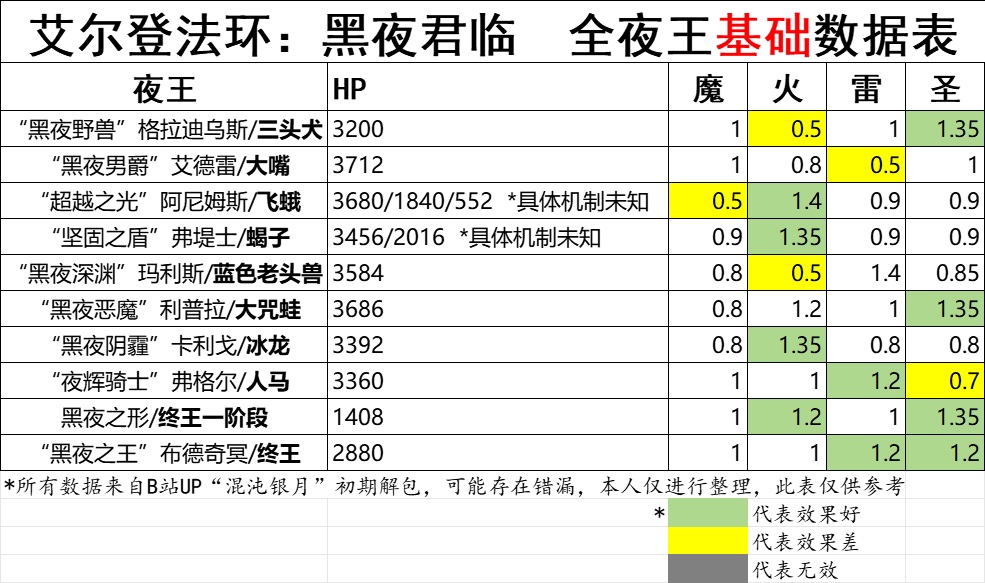 艾尔登法环：黑夜君临 全夜王基础数据表
夜王 HP 魔 火 雷 圣
“黑夜野兽”格拉迪乌斯/三头犬 3200 1 0.5 1 1.35
“黑夜男爵”艾德雷/大嘴 3712 1 0.8 0.5 1
“超越之光”阿尼姆斯/飞蛾 3680/1840/552 *具体机制未知 0.5 1.4 0.9 0.9
“坚固之盾”弗堤士/蝎子 3456/2016 *具体机制未知 0.9 1.35 0.9 0.9
“黑夜深渊”玛利斯/蓝色老头兽 3584 0.8 0.5 1.4 0.85
“黑夜恶魔”利普拉/大咒蛙 3686 0.8 1.2 1 1.35
“黑夜阴霾”卡利戈/冰龙 3392 0.8 1.35 0.8 0.8
“夜辉骑士”弗格尔/人马 3360 1 1 1.2 0.7
黑夜之形/终王一阶段 1408 1 1.2 1 1.35
“黑夜之王”布德奇冥/终王 2880 1 1 1.2 1.2
*所有数据来自B站UP“混沌银月”初期解包，可能存在错漏，本人仅进行整理，此表仅供参考
* 代表效果好
代表效果差
代表无效